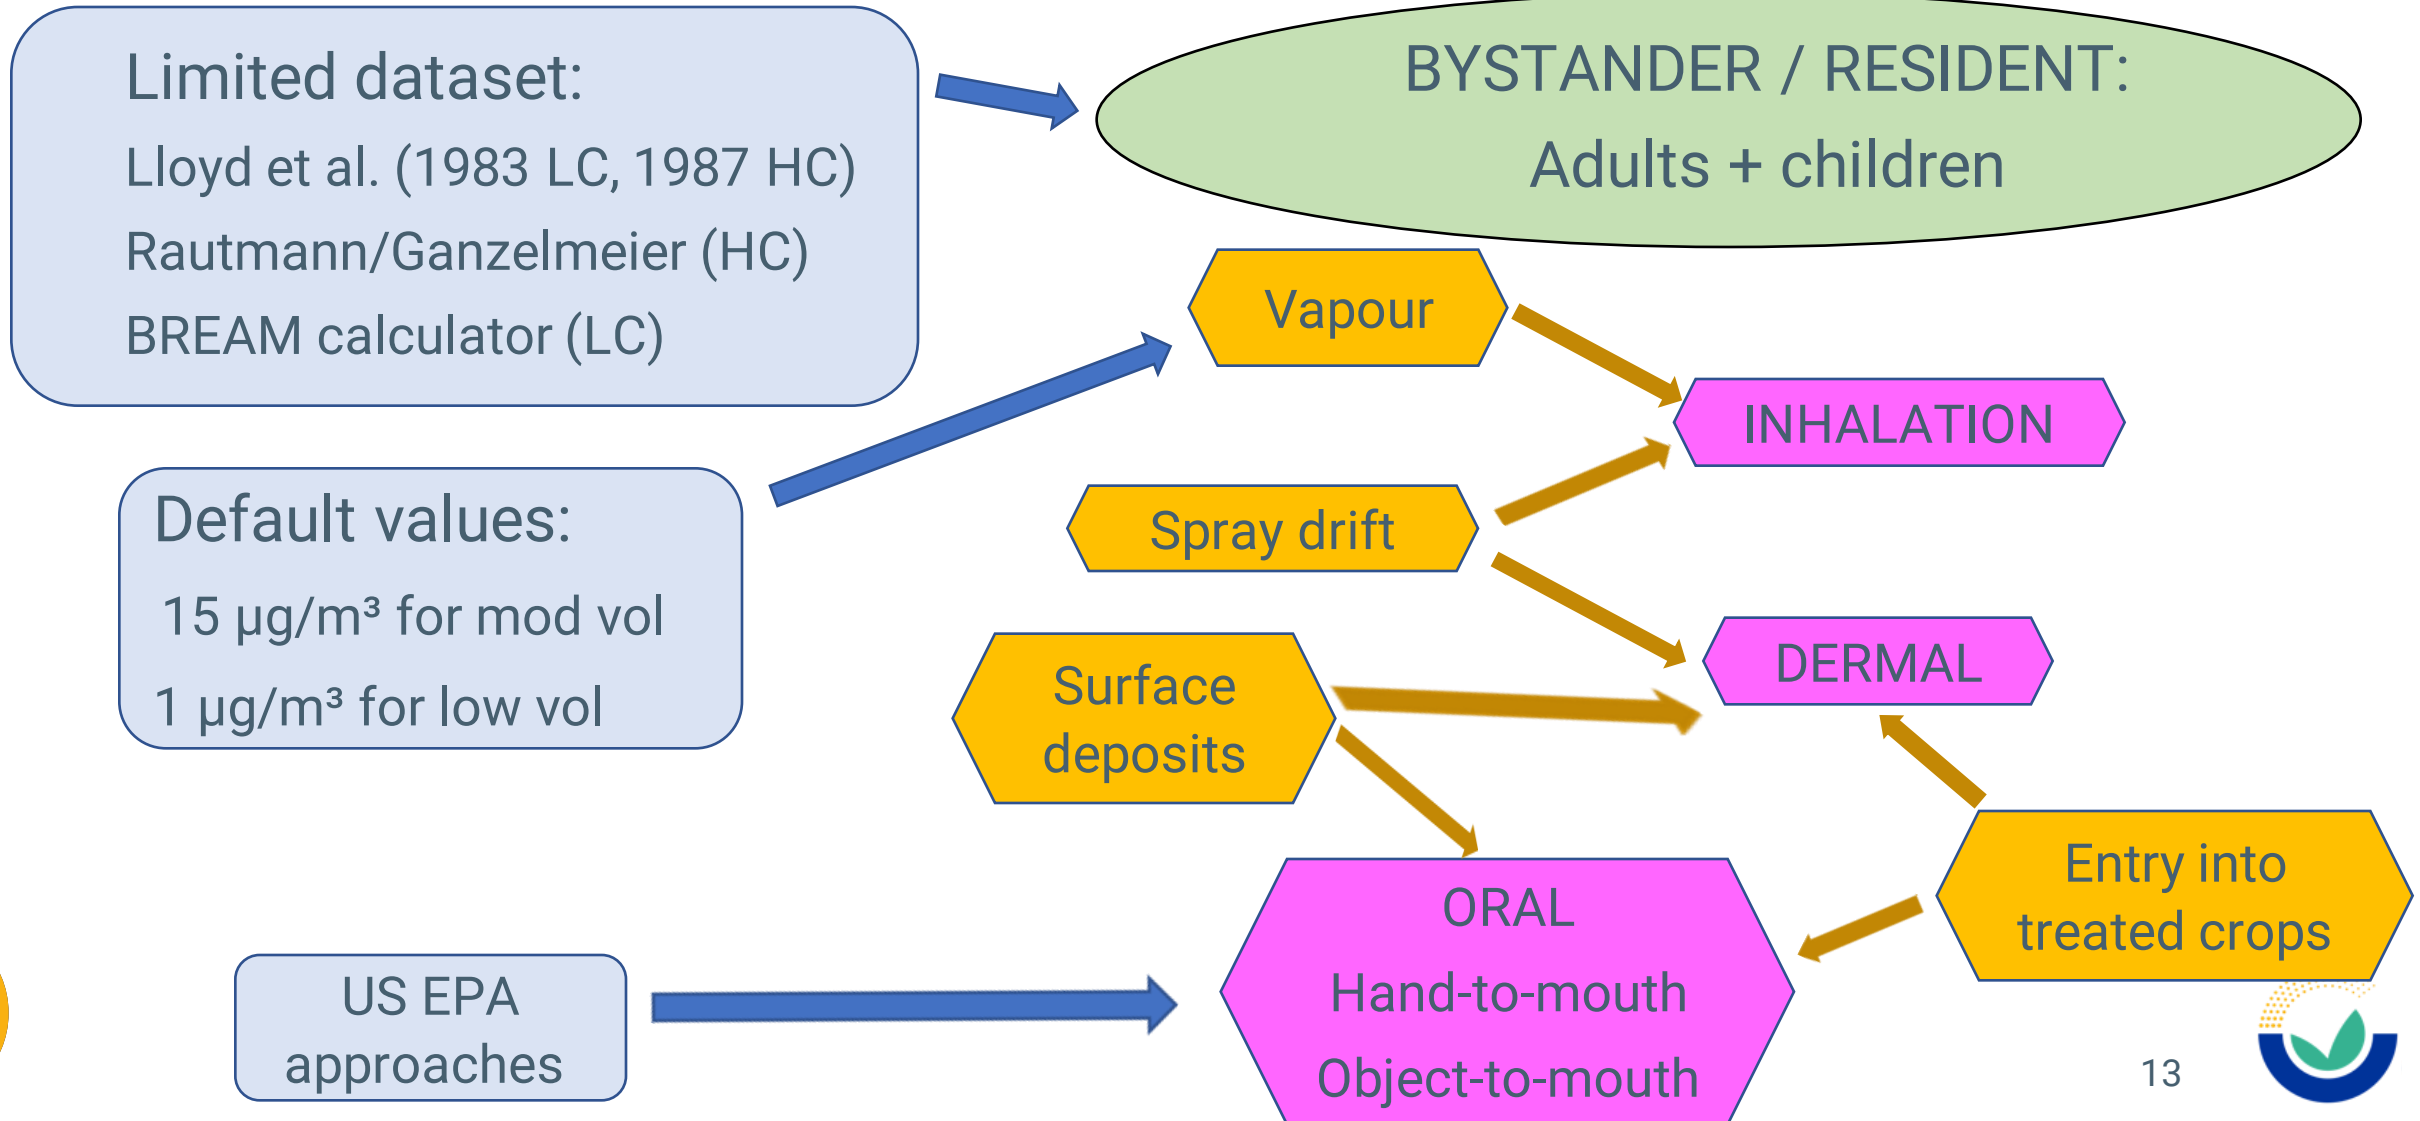 Limited dataset:
Lloyd et al. (1983 LC, 1987 HC)
Rautmann/Ganzelmeier (HC)
BREAM calculator (LC)
BYSTANDER / RESIDENT:
Adults + children
Vapour
INHALATION
Default values:
15 µg/m³ for mod vol
1 µg/m³ for low vol
Spray drift
DERMAL
Surface
deposits
Entry into
treated crops
ORAL
Hand-to-mouth
Object-to-mouth
US EPA
approaches
13